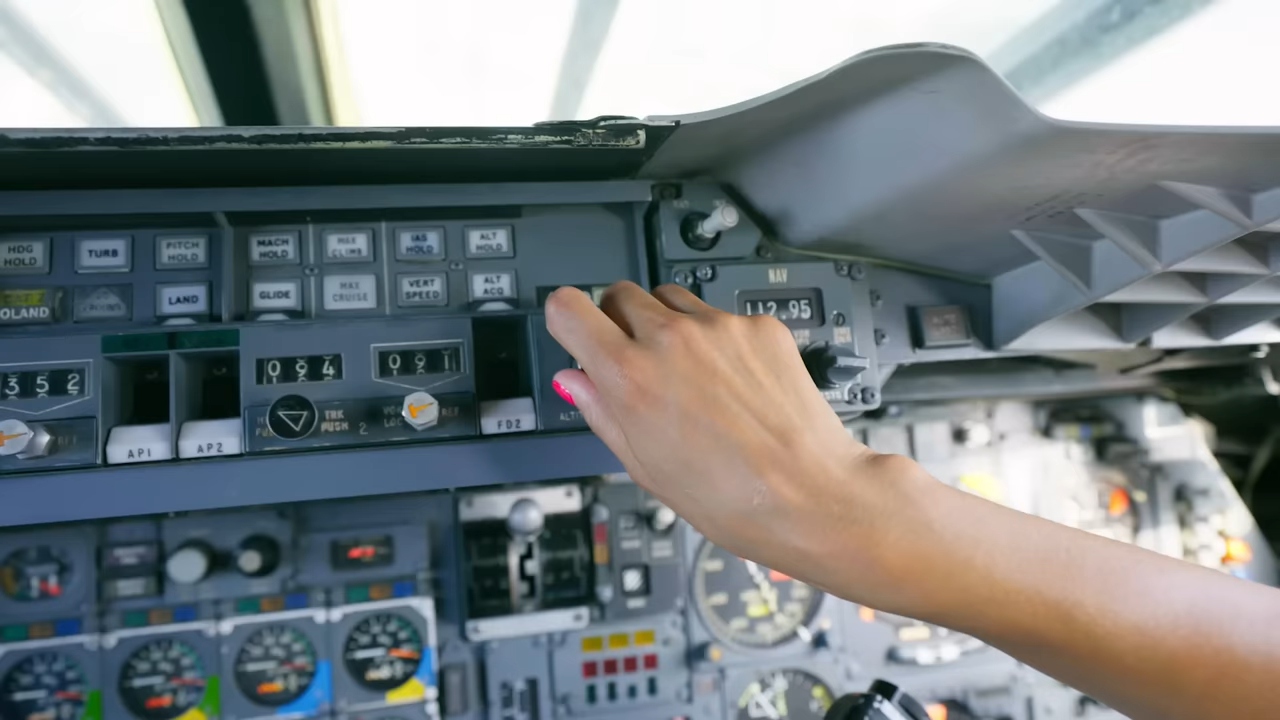 HDG HOLD
TURB
PITCH HOLD
MACH HOLD
MAX CLIMB
IAS HOLD
ALT HOLD
LAND
GLIDE
MAX CRUISE
VERT SPEED
ALT ACQ
NAV
112.95
352
094
091
TRK PUSH
2
AP1
AP2
FD2